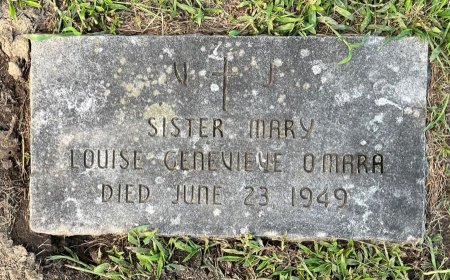 V † J
SISTER MARY
LOUISE GENEVIEVE O'MARA
DIED JUNE 23 1949